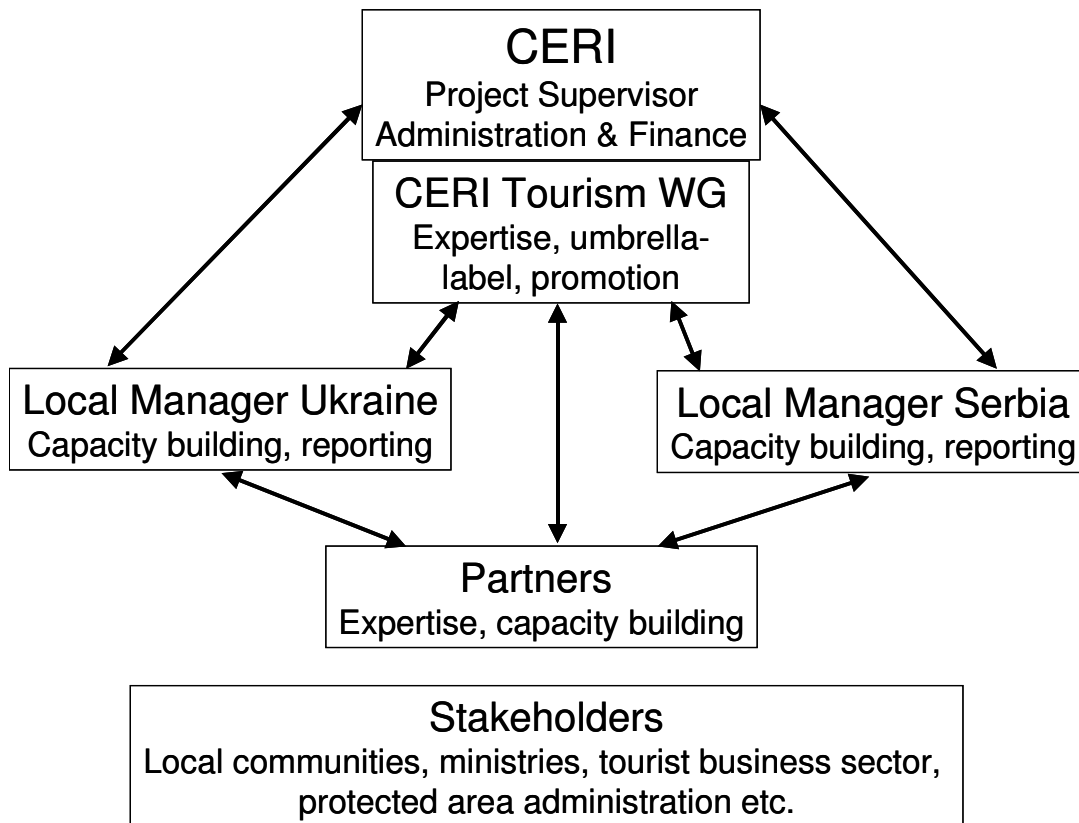 CERI
Project Supervisor
Administration & Finance
CERI Tourism WG
Expertise, umbrella-
label, promotion
Local Manager Ukraine
Capacity building, reporting
Local Manager Serbia
Capacity building, reporting
Partners
Expertise, capacity building
Stakeholders
Local communities, ministries, tourist business sector,
protected area administration etc.